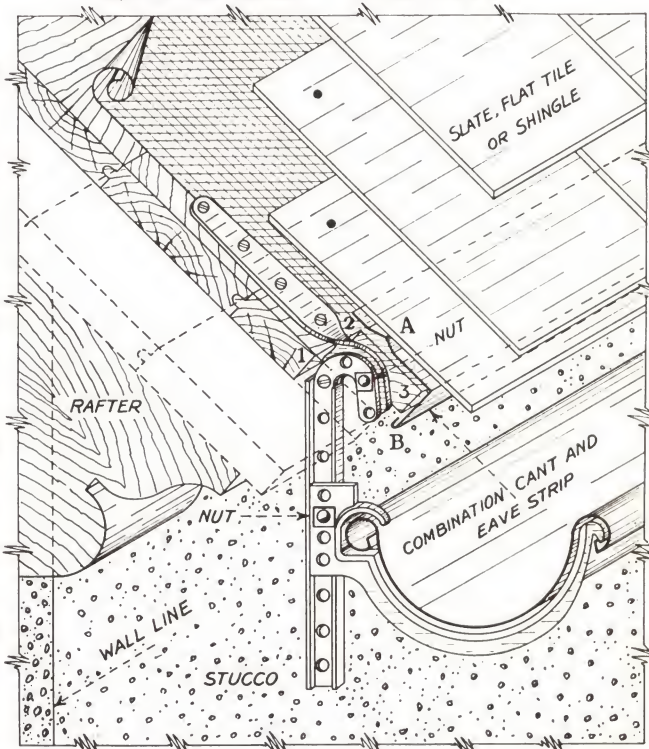 SLATE, FLAT TILE
OR SHINGLE
A
2
NUT
1
3
RAFTER
B
COMBINATION CANT AND
EAVE STRIP
NUT
WALL LINE
STUCCO